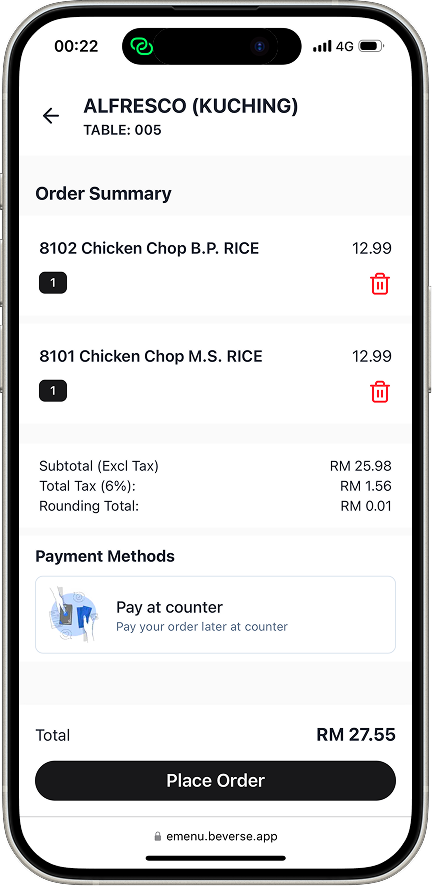 00:22
4G
ALFRESCO (KUCHING)
TABLE: 005
Order Summary
8102 Chicken Chop B.P. RICE 12.99
1
8101 Chicken Chop M.S. RICE 12.99
1
Subtotal (Excl Tax) RM 25.98
Total Tax (6%): RM 1.56
Rounding Total: RM 0.01
Payment Methods
Pay at counter
Pay your order later at counter
Total RM 27.55
Place Order
emenu.beverse.app